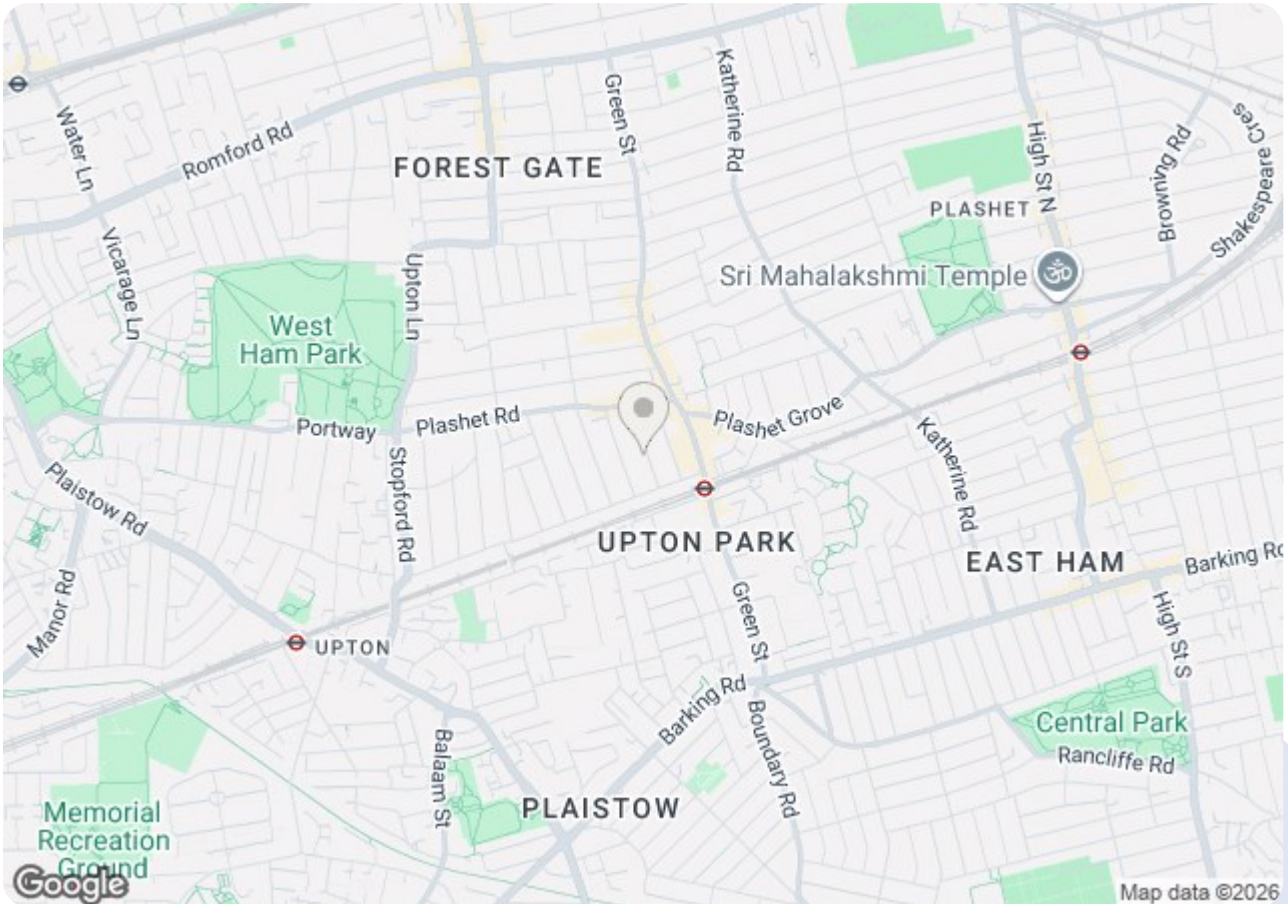 Water Ln
Romford Rd
Green St
Katherine Rd
High St N
Browning Rd
Shakespeare Cres
FOREST GATE
PLASHET
Vicarage Ln
Upton Ln
Sri Mahalakshmi Temple
West
Ham Park
Portway
Plashet Rd
Plashet Grove
Katherine Rd
Plaistow Rd
Stopford Rd
UPTON PARK
EAST HAM
Barking Rd
Manor Rd
UPTON
Green St
High St S
Barking Rd
Boundary Rd
Central Park
Rancliffe Rd
Balaam St
PLAISTOW
Memorial
Recreation
Ground
Google
Map data ©2026